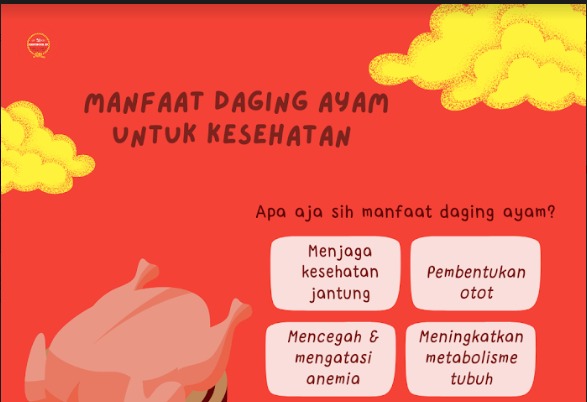 MANFAAT DAGING AYAM
UNTUK KESEHATAN
Apa aja sih manfaat daging ayam?
Menjaga
kesehatan
jantung
Pembentukan
otot
Mencegah &
mengatasi
anemia
Meningkatkan
metabolisme
tubuh